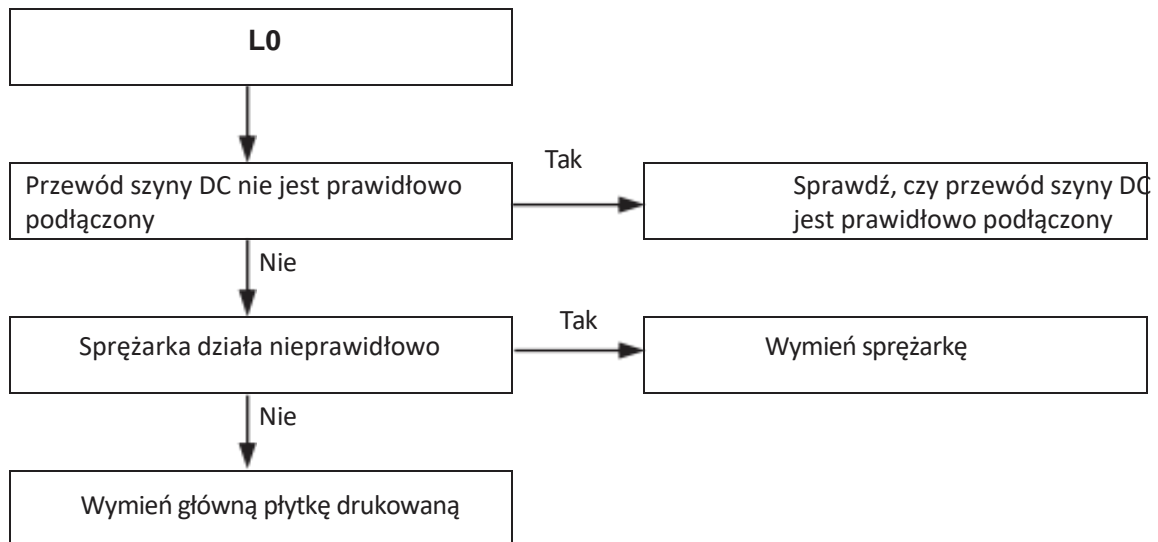 L0
Tak
Przewód szyny DC nie jest prawidłowo
podłączony
Sprawdź, czy przewód szyny DC
jest prawidłowo podłączony
Nie
Tak
Sprężarka działa nieprawidłowo
Wymień sprężarkę
Nie
Wymień główną płytkę drukowaną